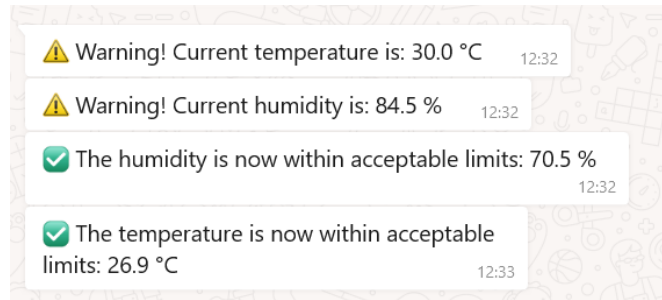 ⚠️ Warning! Current temperature is: 30.0 °C
12:32
⚠️ Warning! Current humidity is: 84.5 %
12:32
✅ The humidity is now within acceptable limits: 70.5 %
12:32
✅ The temperature is now within acceptable
limits: 26.9 °C
12:33